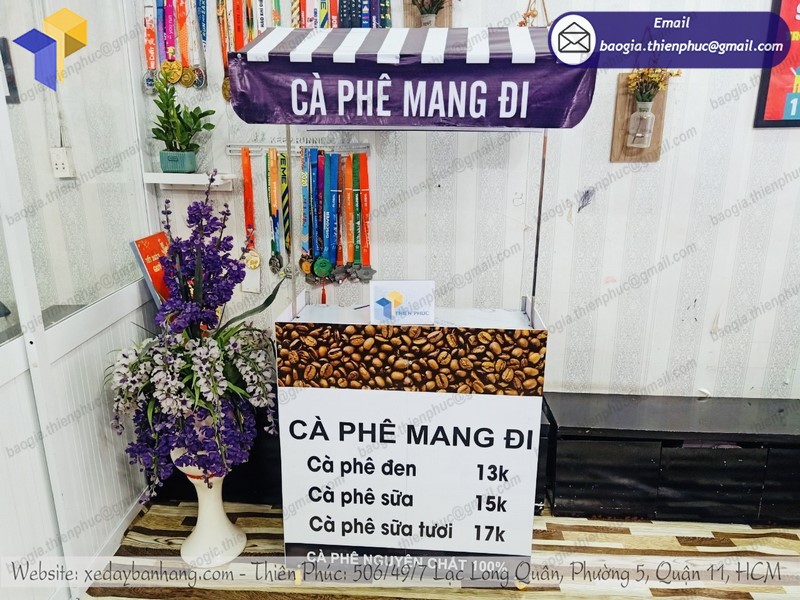 Email
baogia.thienphuc@gmail.com
CÀ PHÊ MANG ĐI
THIÊN PHÚC
CÀ PHÊ MANG ĐI
Cà phê đen 13k
Cà phê sữa 15k
Cà phê sữa tươi 17k
CÀ PHÊ NGUYÊN CHẤT 100%
Website: xedaybanhang.com - Thiên Phúc: 506/49/7 Lạc Long Quân, Phường 5, Quận 11, HCM